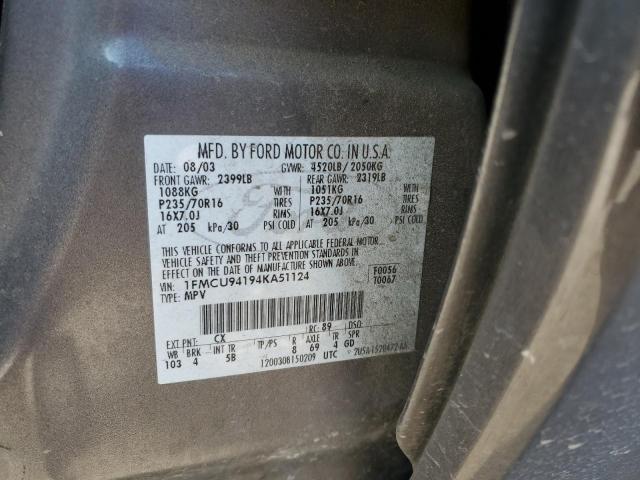 MFD. BY FORD MOTOR CO. IN U.S.A.
DATE: 08/03 GVWR: 4520LB/ 2050KG
FRONT GAWR: 2399LB REAR GAWR: 2319LB
1088KG WITH 1051KG WITH
P235/70R16 TIRES P235/70R16 TIRES
16X7.0J RIMS 16X7.0J RIMS
AT 205 kPa/30 PSI COLD AT 205 kPa/30 PSI COLD
THIS VEHICLE CONFORMS TO ALL APPLICABLE FEDERAL MOTOR
VEHICLE SAFETY AND THEFT PREVENTION STANDARDS IN
EFFECT ON THE DATE OF MANUFACTURE SHOWN ABOVE.
VIN: 1FMCU94194KA51124 F0056
TYPE: MPV T0067
EXT PNT: CX RC: 89 DSO:
WB BRK INT TR TP/PS R AXLE TR SPR
103 4 5B 8 69 4 GD
UTC